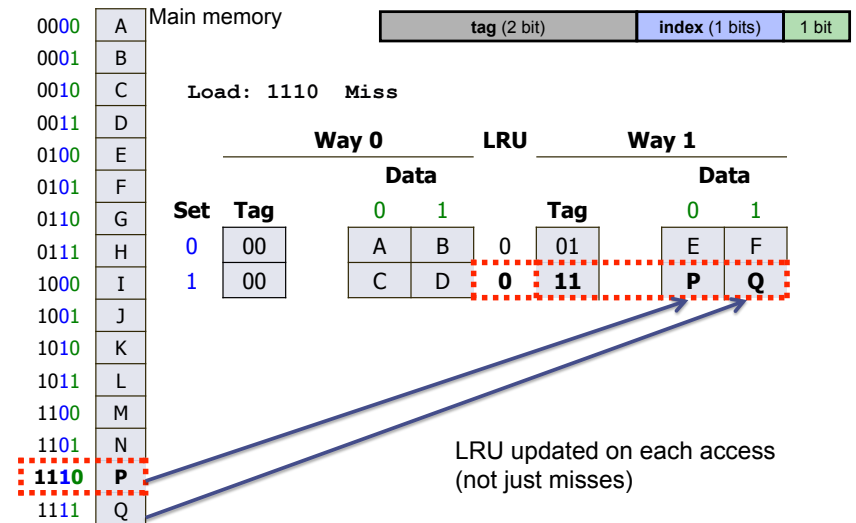 Main memory
tag (2 bit) index (1 bits) 1 bit
0000 A
0001 B
0010 C
0011 D
0100 E
0101 F
0110 G
0111 H
1000 I
1001 J
1010 K
1011 L
1100 M
1101 N
1110 P
1111 Q
Load: 1110 Miss
Way 0 LRU Way 1
Data Data
Set Tag 0 1 Tag 0 1
0 00 A B 0 01 E F
1 00 C D 0 11 P Q
LRU updated on each access
(not just misses)